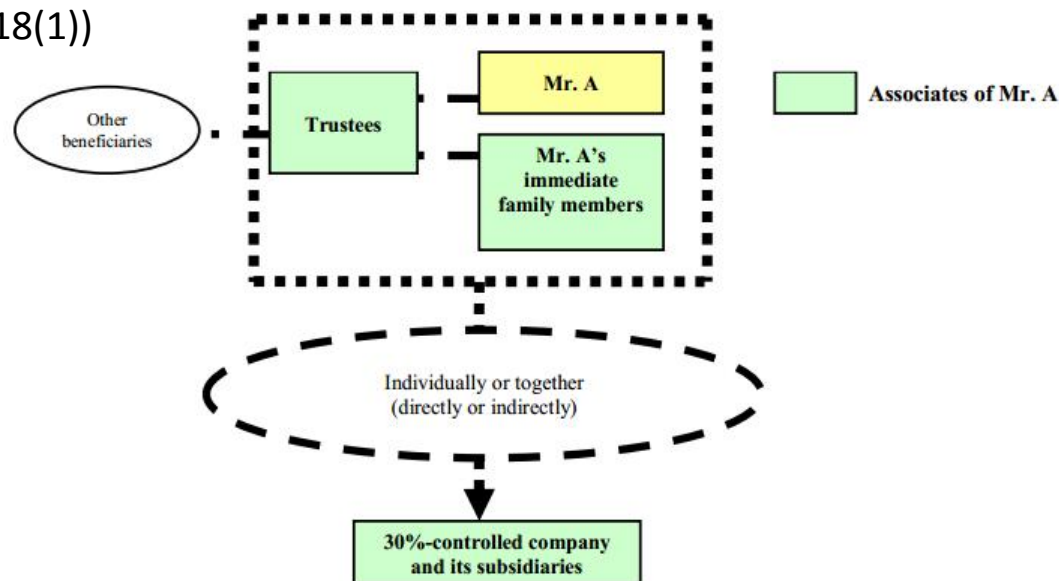 18(1))
Other
beneficiaries
Trustees
Mr. A
Mr. A's
immediate
family members
Associates of Mr. A
Individually or together
(directly or indirectly)
30%-controlled company
and its subsidiaries